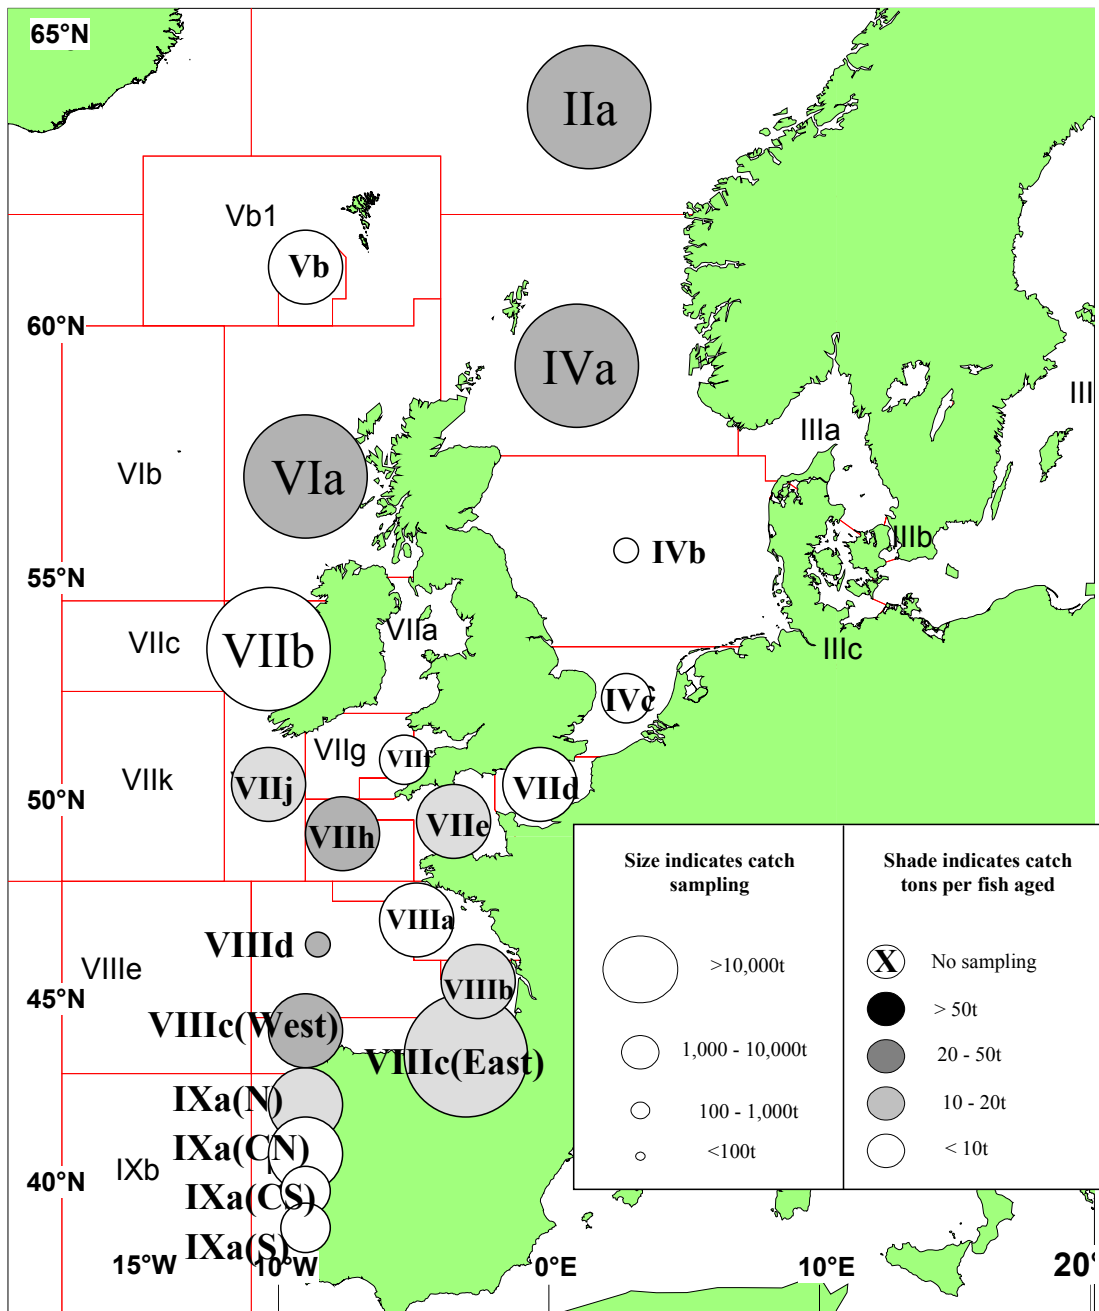 65°N
IIa
Vb1
Vb
60°N
IVa
III
IIIa
VIa
VIb
IVb
IIIb
55°N
VIIa
VIIc
VIIb
IIIc
IVc
VIIg
VIIf
VIIk
VIIj
VIId
50°N
VIIh
VIIe
Size indicates catch
sampling
>10,000t
1,000 - 10,000t
100 - 1,000t
<100t
Shade indicates catch
tons per fish aged
X No sampling
> 50t
20 - 50t
10 - 20t
< 10t
VIIIa
VIIId
VIIIe
VIIIb
45°N
VIIIc(West)
VIIIc(East)
IXa(N)
IXa(CN)
IXb
40°N
IXa(CS)
IXa(S)
15°W
10°W
0°E
10°E
20°